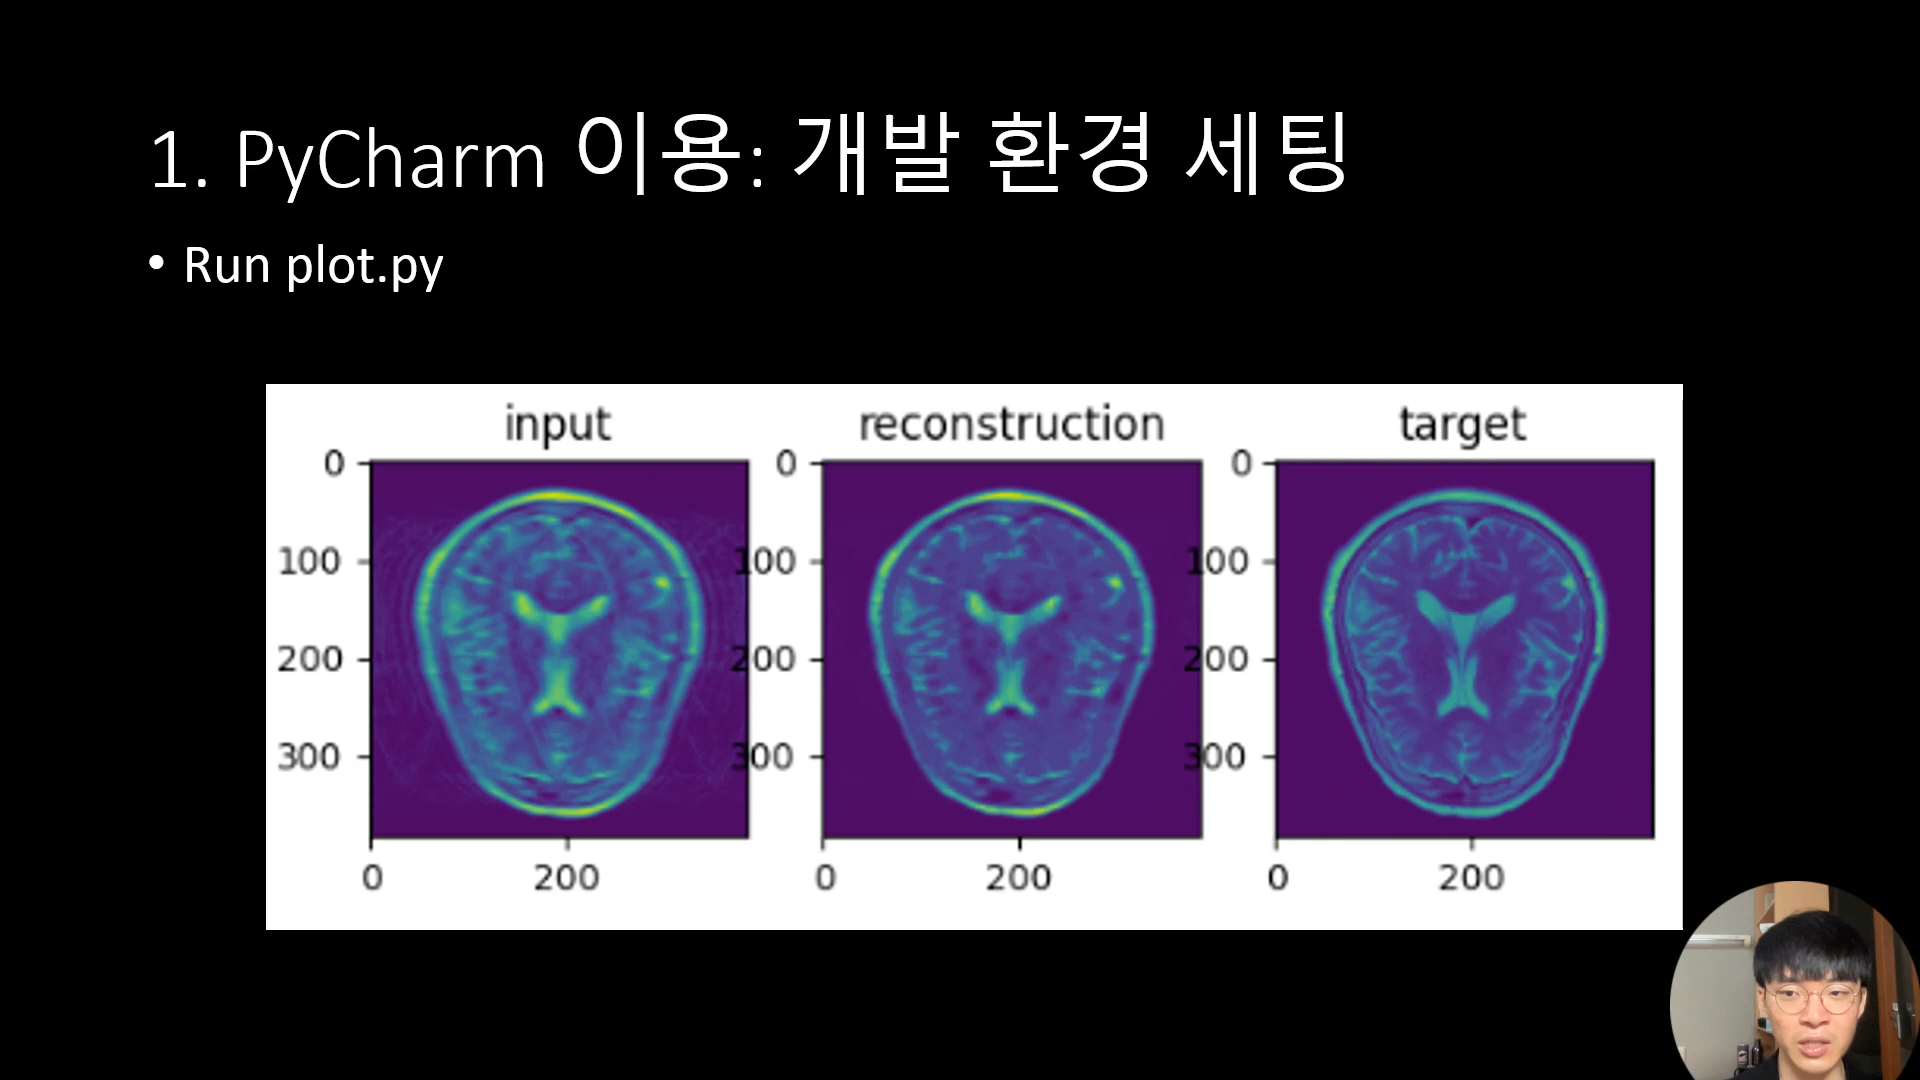 1. PyCharm 이용: 개발 환경 세팅
• Run plot.py
input reconstruction target
0 0 0
100 100 100
200 200 200
300 300 300
0 200 0 200 0 200